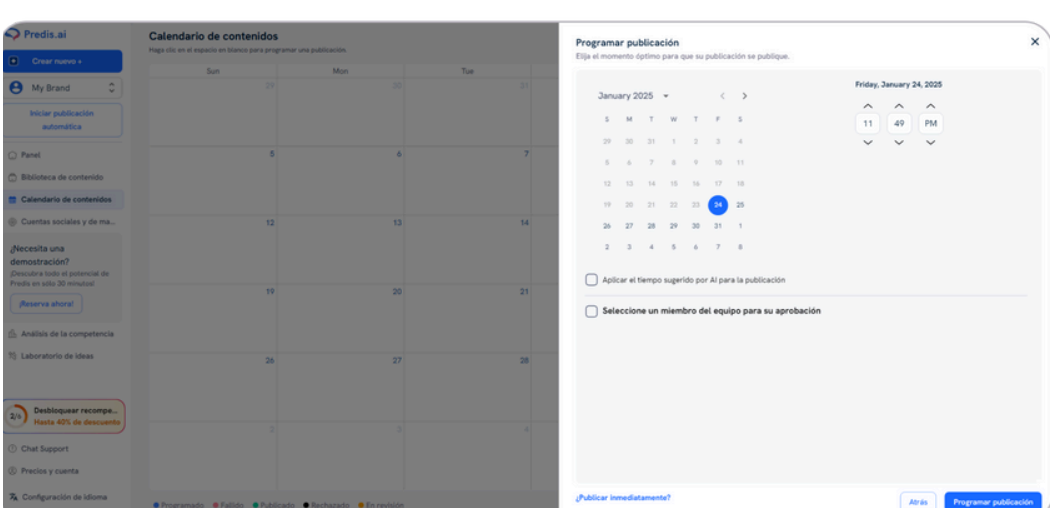 Predis.ai
Crear nuevo +
My Brand
Iniciar publicación
automática
Panel
Biblioteca de contenido
Calendario de contenidos
Cuentas sociales y de ma...
¿Necesita una
demostración?
¡Descubra todo el potencial de
Predis en sólo 30 minutos!
¡Reserva ahora!
Análisis de la competencia
Laboratorio de ideas
2/6
Desbloquear recompe...
Hasta 40% de descuento
Chat Support
Precios y cuenta
Configuración de idioma
Calendario de contenidos
Haga clic en el espacio en blanco para programar una publicación.
Sun Mon Tue
29 30 31
5 6 7
12 13 14
19 20 21
26 27 28
2 3 4
Programado Fallido Publicado Rechazado En revisión
Programar publicación
Elija el momento óptimo para que su publicación se publique.
January 2025
S M T W T F S
29 30 31 1 2 3 4
5 6 7 8 9 10 11
12 13 14 15 16 17 18
19 20 21 22 23 24 25
26 27 28 29 30 31 1
2 3 4 5 6 7 8
Friday, January 24, 2025
11 49 PM
Aplicar el tiempo sugerido por AI para la publicación
Seleccione un miembro del equipo para su aprobación
¿Publicar inmediatamente?
Atrás
Programar publicación